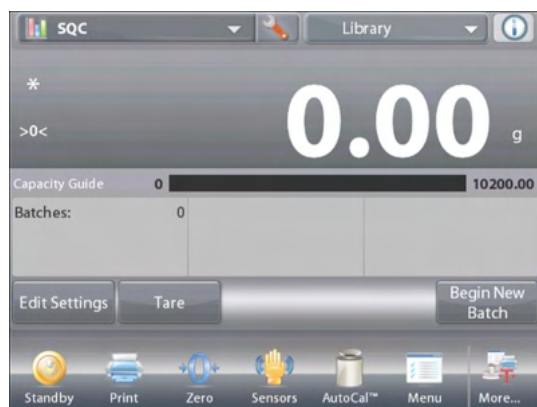 SQC Library
*
>0<
0.00 g
Capacity Guide 0 10200.00
Batches: 0
Edit Settings Tare Begin New
Batch
Standby Print Zero Sensors AutoCal™ Menu More...